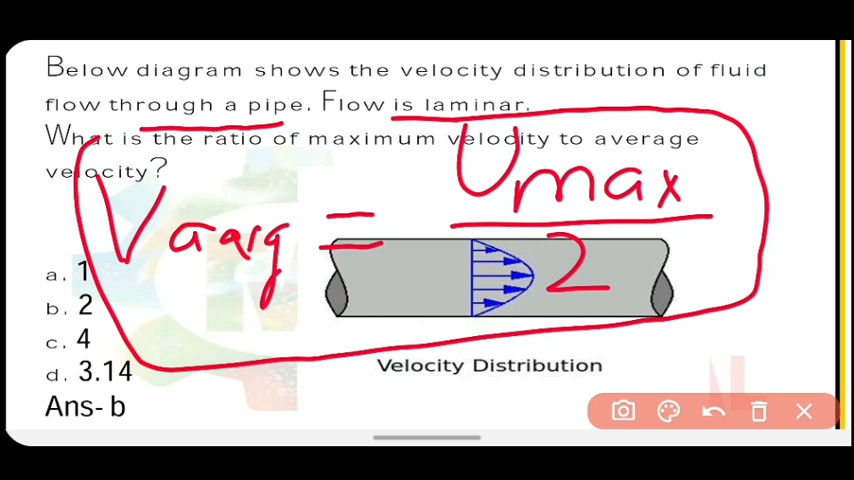 Below diagram shows the velocity distribution of fluid
flow through a pipe. Flow is laminar.
What is the ratio of maximum velocity to average
velocity?
Vavg = Umax
2
a. 1
b. 2
c. 4
d. 3.14
Velocity Distribution
Ans- b